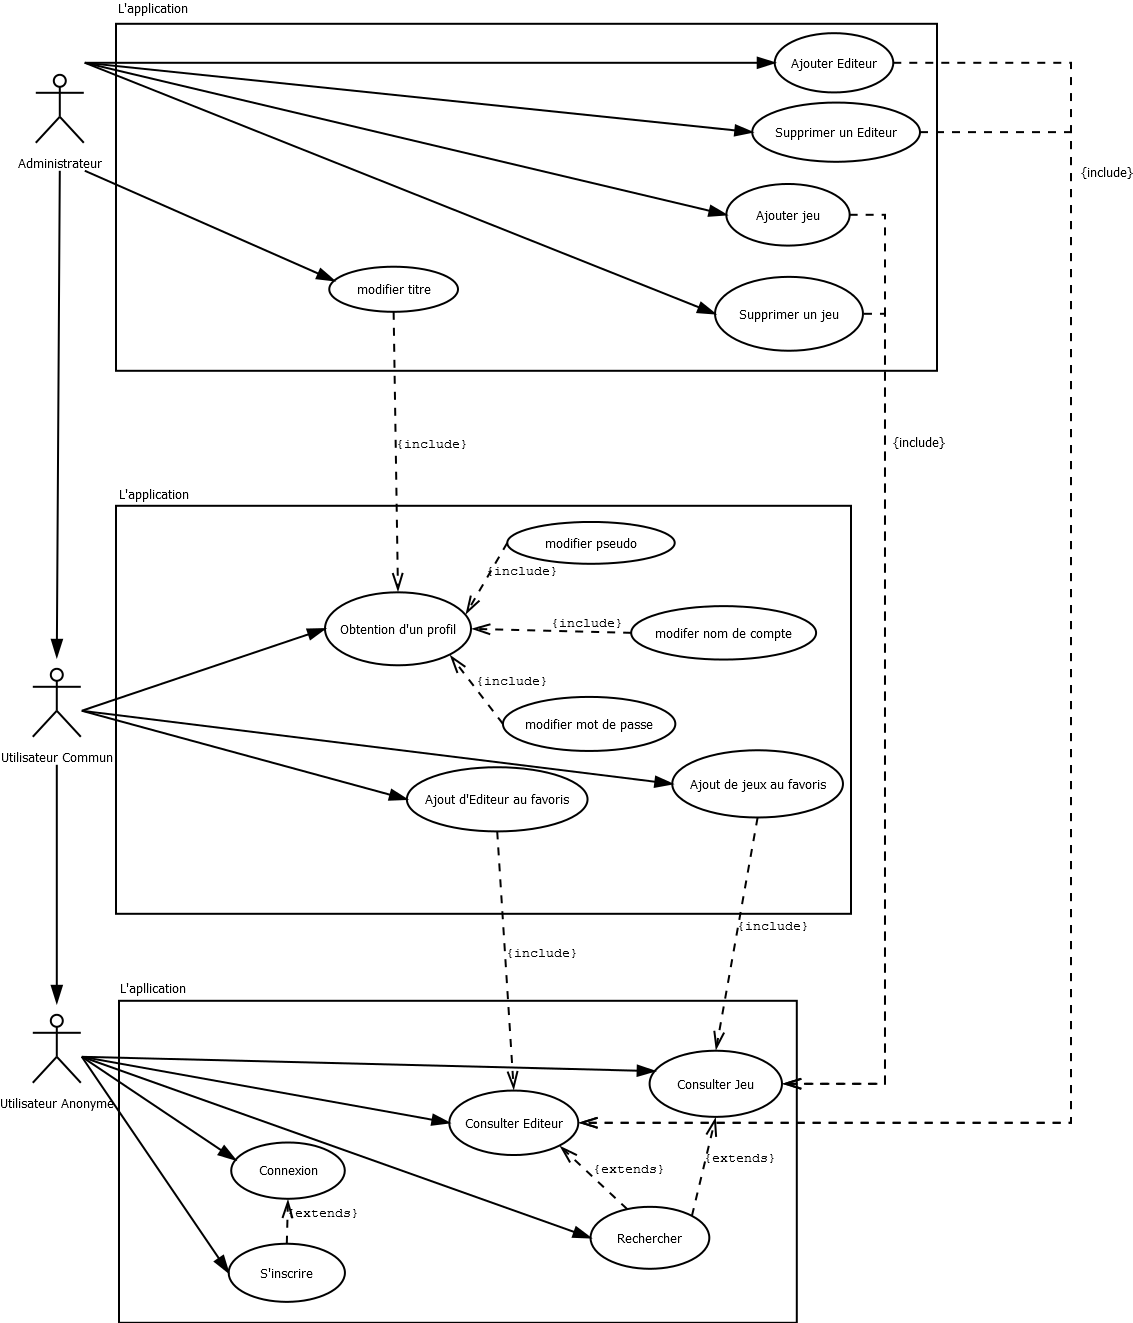 L'application
Ajouter Editeur
Supprimer un Editeur
Administrateur
{include}
Ajouter jeu
modifier titre
Supprimer un jeu
{include}
{include}
L'application
modifier pseudo
{include}
Obtention d'un profil
{include}
modifer nom de compte
{include}
modifier mot de passe
Utilisateur Commun
Ajout d'Editeur au favoris
Ajout de jeux au favoris
{include}
{include}
L'apllication
Utilisateur Anonyme
Consulter Jeu
Consulter Editeur
{extends}
{extends}
Connexion
{extends}
Rechercher
S'inscrire